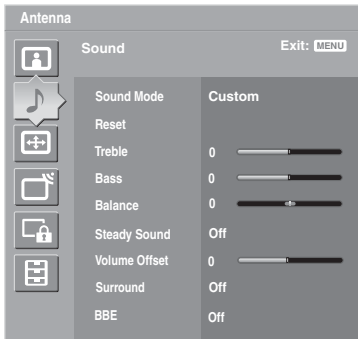 Antenna
Sound Exit: MENU
Sound Mode Custom
Reset
Treble 0
Bass 0
Balance 0
Steady Sound Off
Volume Offset 0
Surround Off
BBE Off